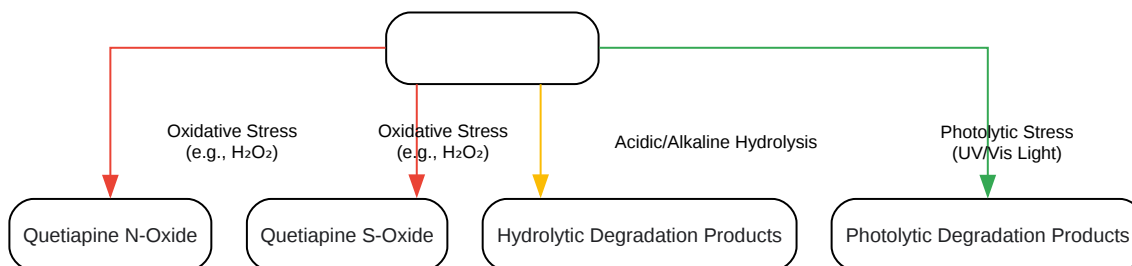 Oxidative Stress
(e.g., H₂O₂)
Oxidative Stress
(e.g., H₂O₂)
Acidic/Alkaline Hydrolysis
Photolytic Stress
(UV/Vis Light)
Quetiapine N-Oxide
Quetiapine S-Oxide
Hydrolytic Degradation Products
Photolytic Degradation Products